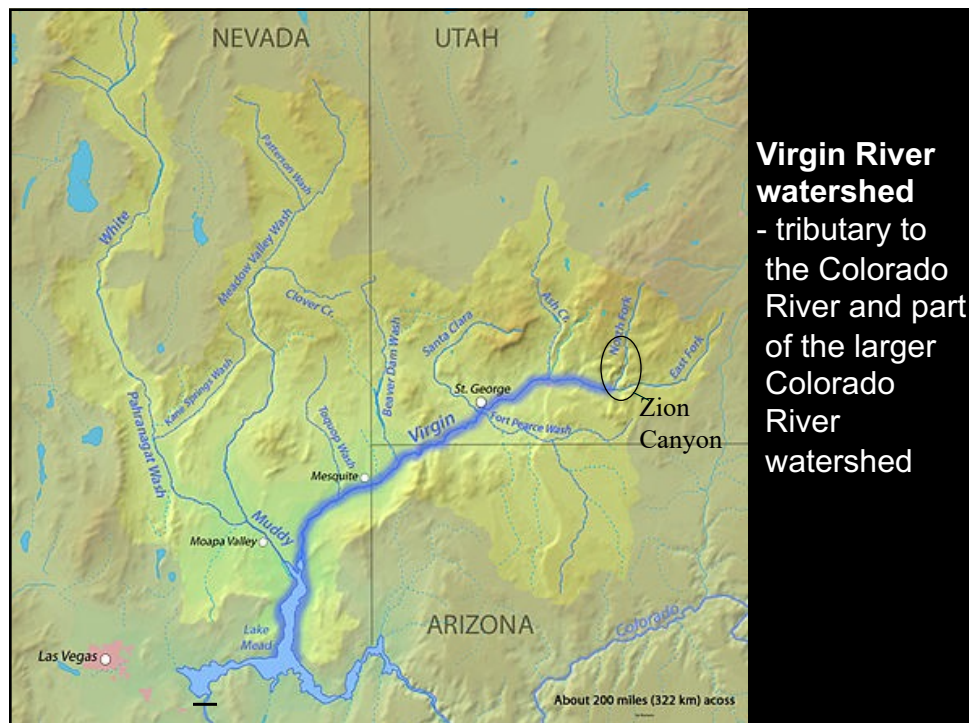 NEVADA
UTAH
Patterson Wash
White
Meadow Valley Wash
Clover Cr.
Ash Cr.
North Fork
East Fork
Santa Clara
Beaver Dam Wash
Kane Springs Wash
St. George
Pahranagat Wash
Toquop Wash
Virgin
Fort Pearce Wash
Zion
Canyon
Mesquite
Muddy
Moapa Valley
ARIZONA
Colorado
Lake
Mead
Las Vegas
About 200 miles (322 km) acoss
Virgin River
watershed
- tributary to
the Colorado
River and part
of the larger
Colorado
River
watershed